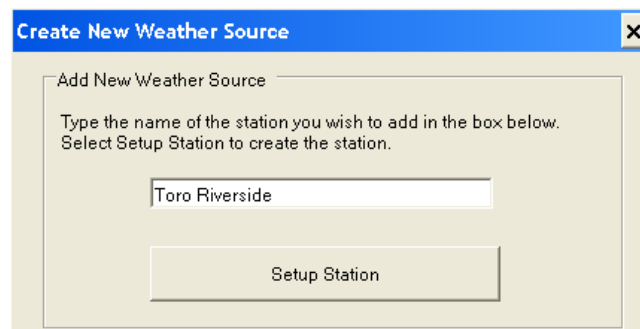 Create New Weather Source
Add New Weather Source
Type the name of the station you wish to add in the box below.
Select Setup Station to create the station.
Toro Riverside
Setup Station